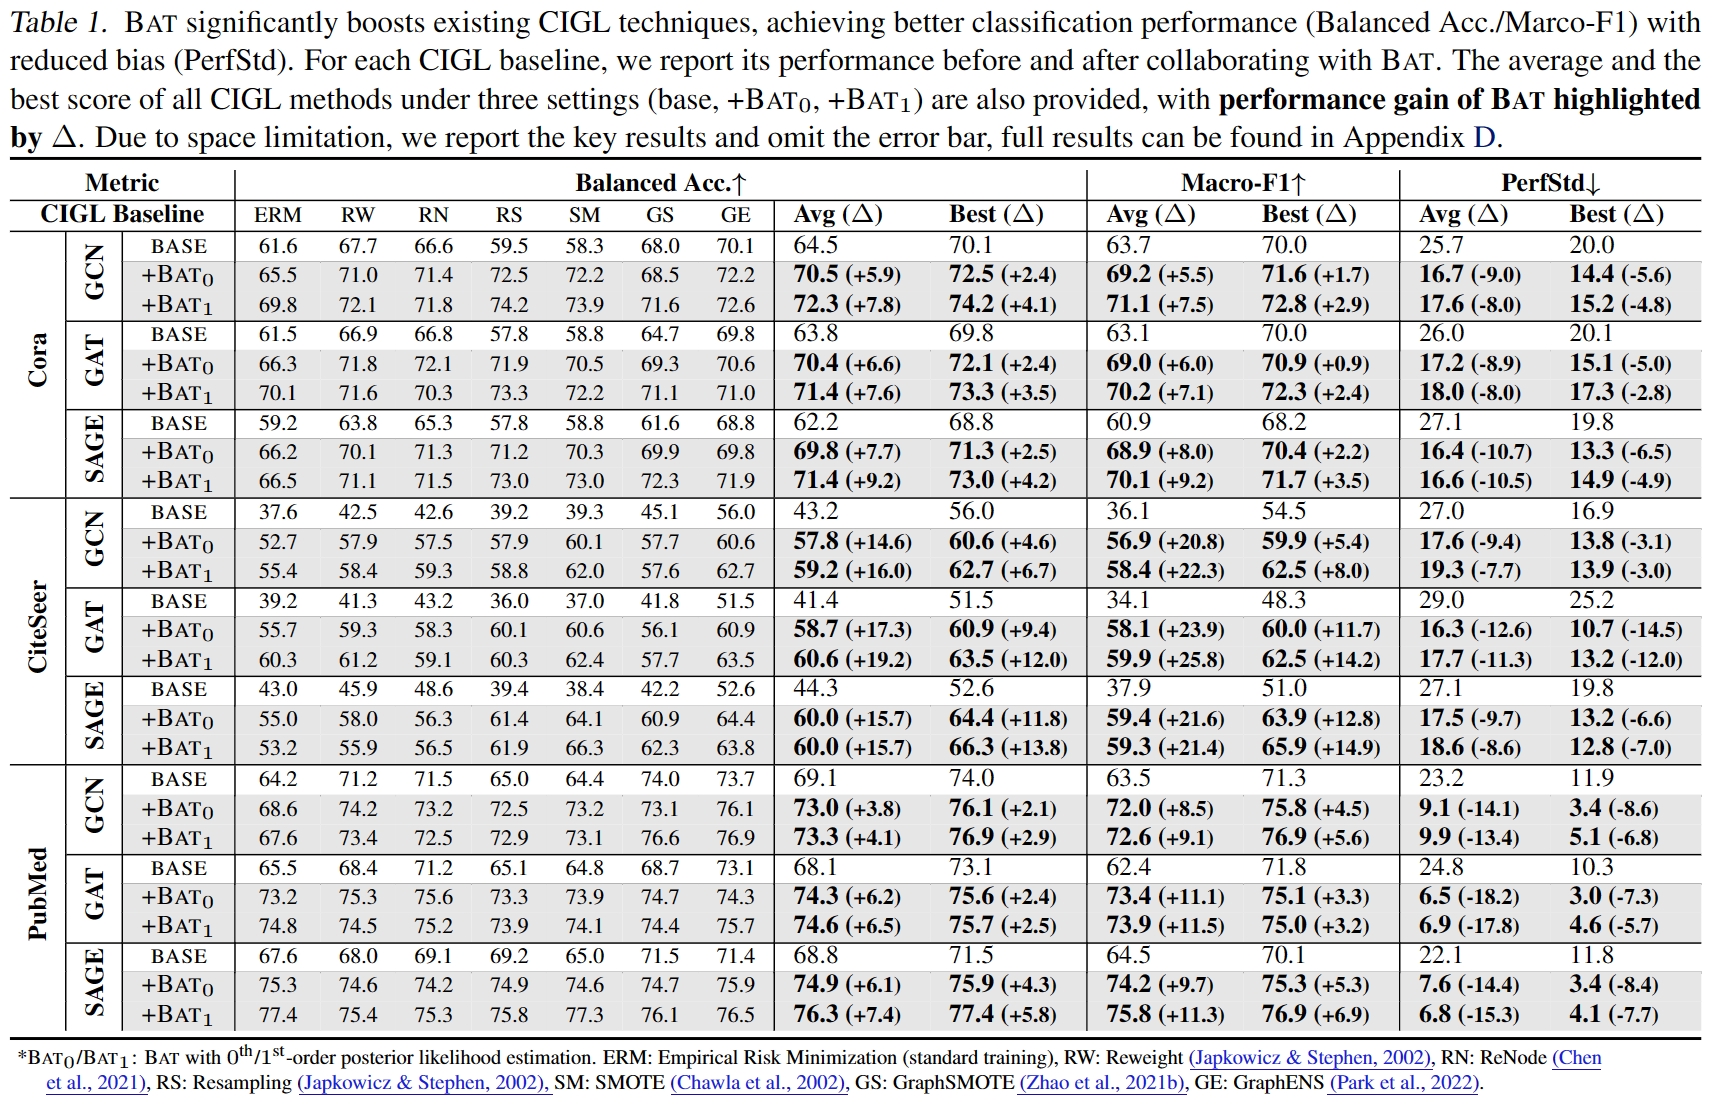 Table 1. BAT significantly boosts existing CIGL techniques, achieving better classification performance (Balanced Acc./Marco-F1) with
reduced bias (PerfStd). For each CIGL baseline, we report its performance before and after collaborating with BAT. The average and the
best score of all CIGL methods under three settings (base, +BAT0, +BAT1) are also provided, with performance gain of BAT highlighted
by Δ. Due to space limitation, we report the key results and omit the error bar, full results can be found in Appendix D.
Metric Balanced Acc.↑ Macro-F1↑ PerfStd↓
CIGL Baseline ERM RW RN RS SM GS GE Avg (Δ) Best (Δ) Avg (Δ) Best (Δ) Avg (Δ) Best (Δ)
Cora
GCN
BASE 61.6 67.7 66.6 59.5 58.3 68.0 70.1 64.5 70.1 63.7 70.0 25.7 20.0
+BAT0 65.5 71.0 71.4 72.5 72.2 68.5 72.2 70.5 (+5.9) 72.5 (+2.4) 69.2 (+5.5) 71.6 (+1.7) 16.7 (-9.0) 14.4 (-5.6)
+BAT1 69.8 72.1 71.8 74.2 73.9 71.6 72.6 72.3 (+7.8) 74.2 (+4.1) 71.1 (+7.5) 72.8 (+2.9) 17.6 (-8.0) 15.2 (-4.8)
GAT
BASE 61.5 66.9 66.8 57.8 58.8 64.7 69.8 63.8 69.8 63.1 70.0 26.0 20.1
+BAT0 66.3 71.8 72.1 71.9 70.5 69.3 70.6 70.4 (+6.6) 72.1 (+2.4) 69.0 (+6.0) 70.9 (+0.9) 17.2 (-8.9) 15.1 (-5.0)
+BAT1 70.1 71.6 70.3 73.3 72.2 71.1 71.0 71.4 (+7.6) 73.3 (+3.5) 70.2 (+7.1) 72.3 (+2.4) 18.0 (-8.0) 17.3 (-2.8)
SAGE
BASE 59.2 63.8 65.3 57.8 58.8 61.6 68.8 62.2 68.8 60.9 68.2 27.1 19.8
+BAT0 66.2 70.1 71.3 71.2 70.3 69.9 69.8 69.8 (+7.7) 71.3 (+2.5) 68.9 (+8.0) 70.4 (+2.2) 16.4 (-10.7) 13.3 (-6.5)
+BAT1 66.5 71.1 71.5 73.0 73.0 72.3 71.9 71.4 (+9.2) 73.0 (+4.2) 70.1 (+9.2) 71.7 (+3.5) 16.6 (-10.5) 14.9 (-4.9)
CiteSeer
GCN
BASE 37.6 42.5 42.6 39.2 39.3 45.1 56.0 43.2 56.0 36.1 54.5 27.0 16.9
+BAT0 52.7 57.9 57.5 57.9 60.1 57.7 60.6 57.8 (+14.6) 60.6 (+4.6) 56.9 (+20.8) 59.9 (+5.4) 17.6 (-9.4) 13.8 (-3.1)
+BAT1 55.4 58.4 59.3 58.8 62.0 57.6 62.7 59.2 (+16.0) 62.7 (+6.7) 58.4 (+22.3) 62.5 (+8.0) 19.3 (-7.7) 13.9 (-3.0)
GAT
BASE 39.2 41.3 43.2 36.0 37.0 41.8 51.5 41.4 51.5 34.1 48.3 29.0 25.2
+BAT0 55.7 59.3 58.3 60.1 60.6 56.1 60.9 58.7 (+17.3) 60.9 (+9.4) 58.1 (+23.9) 60.0 (+11.7) 16.3 (-12.6) 10.7 (-14.5)
+BAT1 60.3 61.2 59.1 60.3 62.4 57.7 63.5 60.6 (+19.2) 63.5 (+12.0) 59.9 (+25.8) 62.5 (+14.2) 17.7 (-11.3) 13.2 (-12.0)
SAGE
BASE 43.0 45.9 48.6 39.4 38.4 42.2 52.6 44.3 52.6 37.9 51.0 27.1 19.8
+BAT0 55.0 58.0 56.3 61.4 64.1 60.9 64.4 60.0 (+15.7) 64.4 (+11.8) 59.4 (+21.6) 63.9 (+12.8) 17.5 (-9.7) 13.2 (-6.6)
+BAT1 53.2 55.9 56.5 61.9 66.3 62.3 63.8 60.0 (+15.7) 66.3 (+13.8) 59.3 (+21.4) 65.9 (+14.9) 18.6 (-8.6) 12.8 (-7.0)
PubMed
GCN
BASE 64.2 71.2 71.5 65.0 64.4 74.0 73.7 69.1 74.0 63.5 71.3 23.2 11.9
+BAT0 68.6 74.2 73.2 72.5 73.2 73.1 76.1 73.0 (+3.8) 76.1 (+2.1) 72.0 (+8.5) 75.8 (+4.5) 9.1 (-14.1) 3.4 (-8.6)
+BAT1 67.6 73.4 72.5 72.9 73.1 76.6 76.9 73.3 (+4.1) 76.9 (+2.9) 72.6 (+9.1) 76.9 (+5.6) 9.9 (-13.4) 5.1 (-6.8)
GAT
BASE 65.5 68.4 71.2 65.1 64.8 68.7 73.1 68.1 73.1 62.4 71.8 24.8 10.3
+BAT0 73.2 75.3 75.6 73.3 73.9 74.7 74.3 74.3 (+6.2) 75.6 (+2.4) 73.4 (+11.1) 75.1 (+3.3) 6.5 (-18.2) 3.0 (-7.3)
+BAT1 74.8 74.5 75.2 73.9 74.1 74.4 75.7 74.6 (+6.5) 75.7 (+2.5) 73.9 (+11.5) 75.0 (+3.2) 6.9 (-17.8) 4.6 (-5.7)
SAGE
BASE 67.6 68.0 69.1 69.2 65.0 71.5 71.4 68.8 71.5 64.5 70.1 22.1 11.8
+BAT0 75.3 74.6 74.2 74.9 74.6 74.7 75.9 74.9 (+6.1) 75.9 (+4.3) 74.2 (+9.7) 75.3 (+5.3) 7.6 (-14.4) 3.4 (-8.4)
+BAT1 77.4 75.4 75.3 75.8 77.3 76.1 76.5 76.3 (+7.4) 77.4 (+5.8) 75.8 (+11.3) 76.9 (+6.9) 6.8 (-15.3) 4.1 (-7.7)
*BAT0/BAT1: BAT with 0th/1st-order posterior likelihood estimation. ERM: Empirical Risk Minimization (standard training), RW: Reweight (Japkowicz & Stephen, 2002), RN: ReNode (Chen
et al., 2021), RS: Resampling (Japkowicz & Stephen, 2002), SM: SMOTE (Chawla et al., 2002), GS: GraphSMOTE (Zhao et al., 2021b), GE: GraphENS (Park et al., 2022).